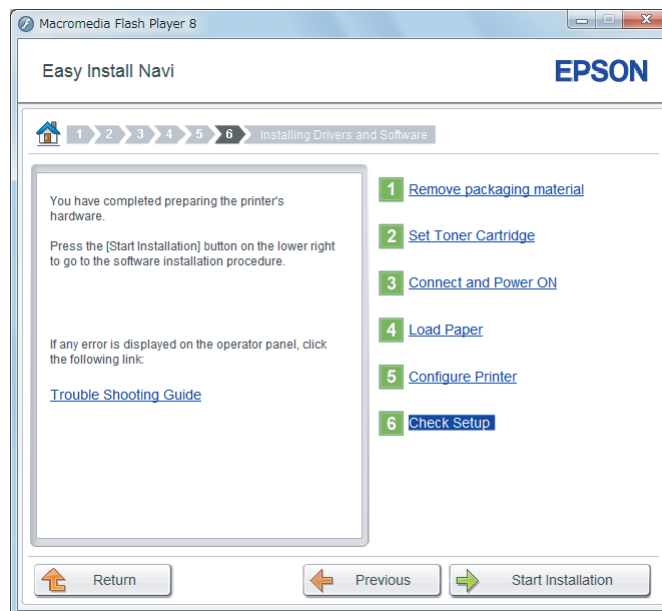 Macromedia Flash Player 8
Easy Install Navi
EPSON
1 2 3 4 5 6 Installing Drivers and Software
You have completed preparing the printer's
hardware.
Press the [Start Installation] button on the lower right
to go to the software installation procedure.
If any error is displayed on the operator panel, click
the following link:
Trouble Shooting Guide
1 Remove packaging material
2 Set Toner Cartridge
3 Connect and Power ON
4 Load Paper
5 Configure Printer
6 Check Setup
Return
Previous
Start Installation